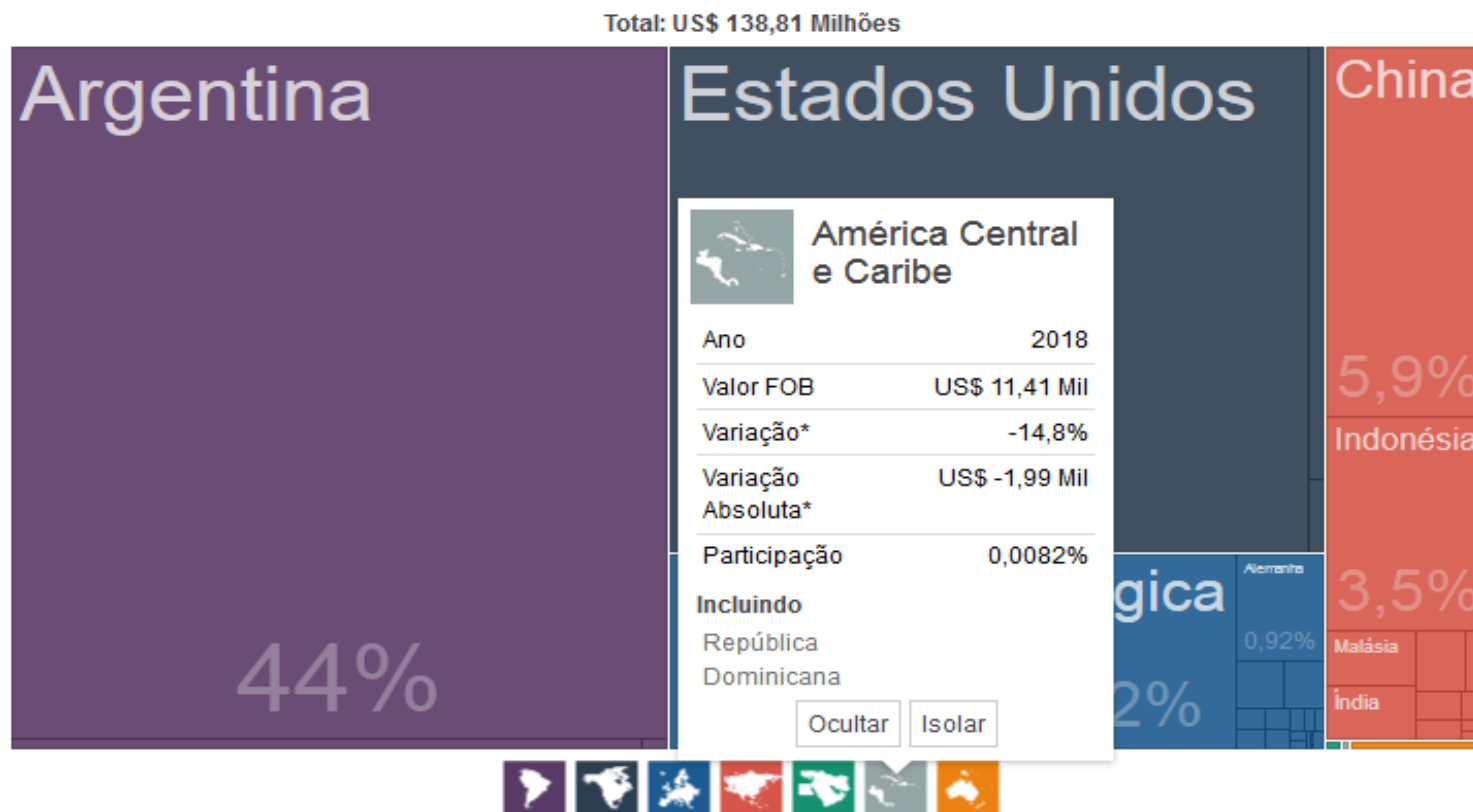 Total: US$ 138,81 Milhões
Argentina
44%
Estados Unidos
China
5,9%
Indonésia
3,5%
Malásia
Índia
América Central
e Caribe
Ano 2018
Valor FOB US$ 11,41 Mil
Variação* -14,8%
Variação US$ -1,99 Mil
Absoluta*
Participação 0,0082%
Incluindo
República
Dominicana
Ocultar Isolar
gica
2%
Alemanha
0,92%